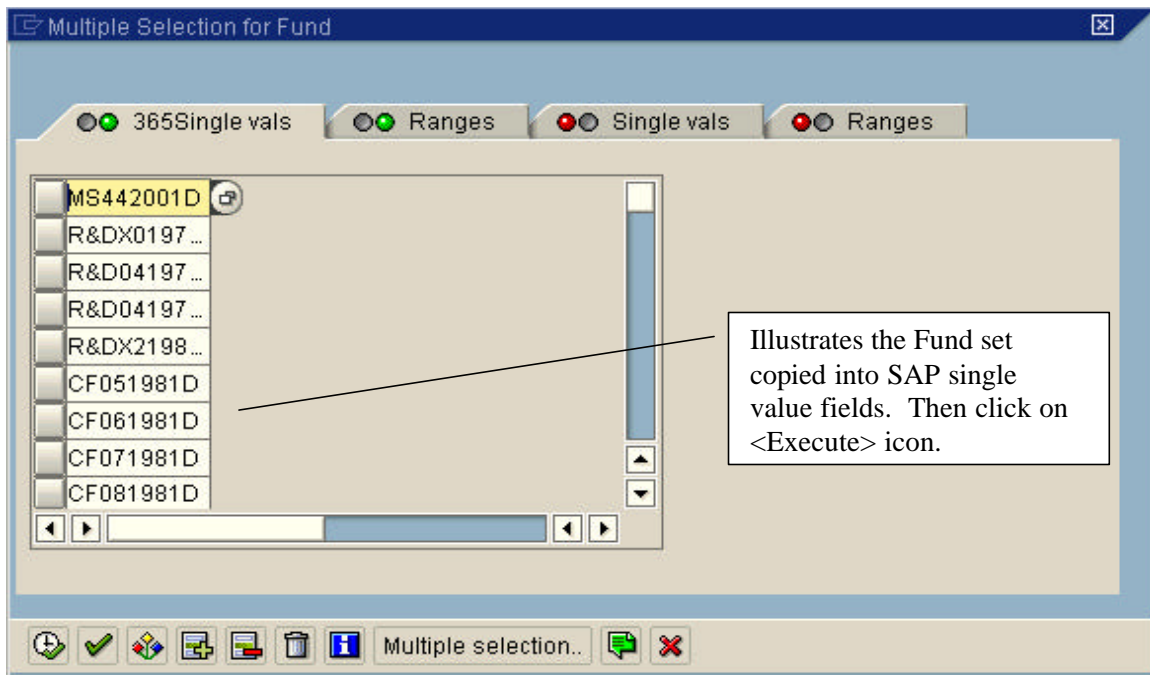 Multiple Selection for Fund
365Single vals Ranges Single vals Ranges
MS442001D
R&DX0197...
R&D04197...
R&D04197...
R&DX2198...
CF051981D
CF061981D
CF071981D
CF081981D
Illustrates the Fund set
copied into SAP single
value fields. Then click on
<Execute> icon.
Multiple selection..